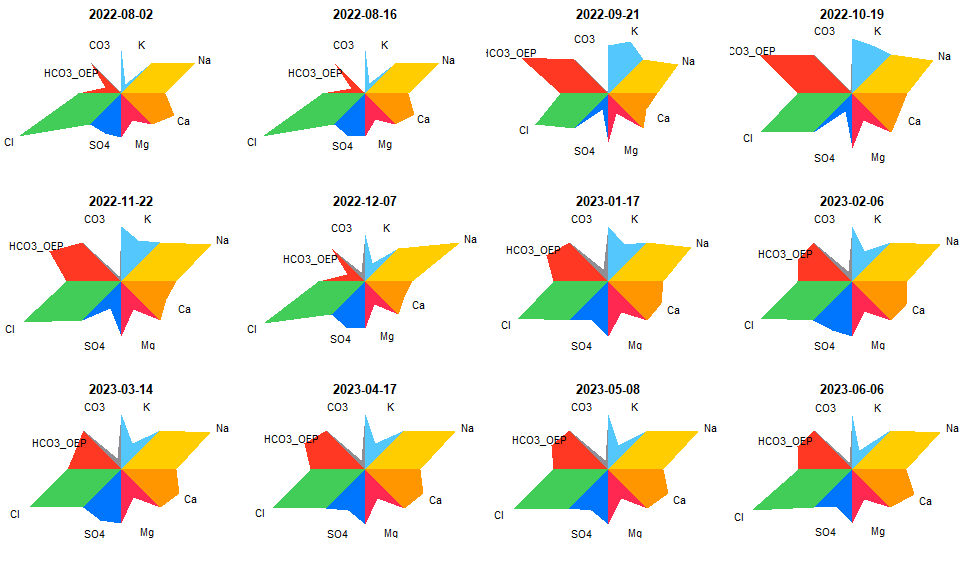 2022-08-02
CO3
K
HCO3_OEP
Na
Ca
Cl
SO4
Mg
2022-08-16
CO3
K
HCO3_OEP
Na
Ca
Cl
SO4
Mg
2022-09-21
CO3
K
HCO3_OEP
Na
Ca
Cl
SO4
Mg
2022-10-19
CO3
K
CO3_OEP
Na
Ca
Cl
SO4
Mg
2022-11-22
CO3
K
HCO3_OEP
Na
Ca
Cl
SO4
Mg
2022-12-07
CO3
K
HCO3_OEP
Na
Ca
Cl
SO4
Mg
2023-01-17
CO3
K
HCO3_OEP
Na
Ca
Cl
SO4
Mg
2023-02-06
CO3
K
HCO3_OEP
Na
Ca
Cl
SO4
Mg
2023-03-14
CO3
K
HCO3_OEP
Na
Ca
Cl
SO4
Mg
2023-04-17
CO3
K
HCO3_OEP
Na
Ca
Cl
SO4
Mg
2023-05-08
CO3
K
HCO3_OEP
Na
Ca
Cl
SO4
Mg
2023-06-06
CO3
K
HCO3_OEP
Na
Ca
Cl
SO4
Mg